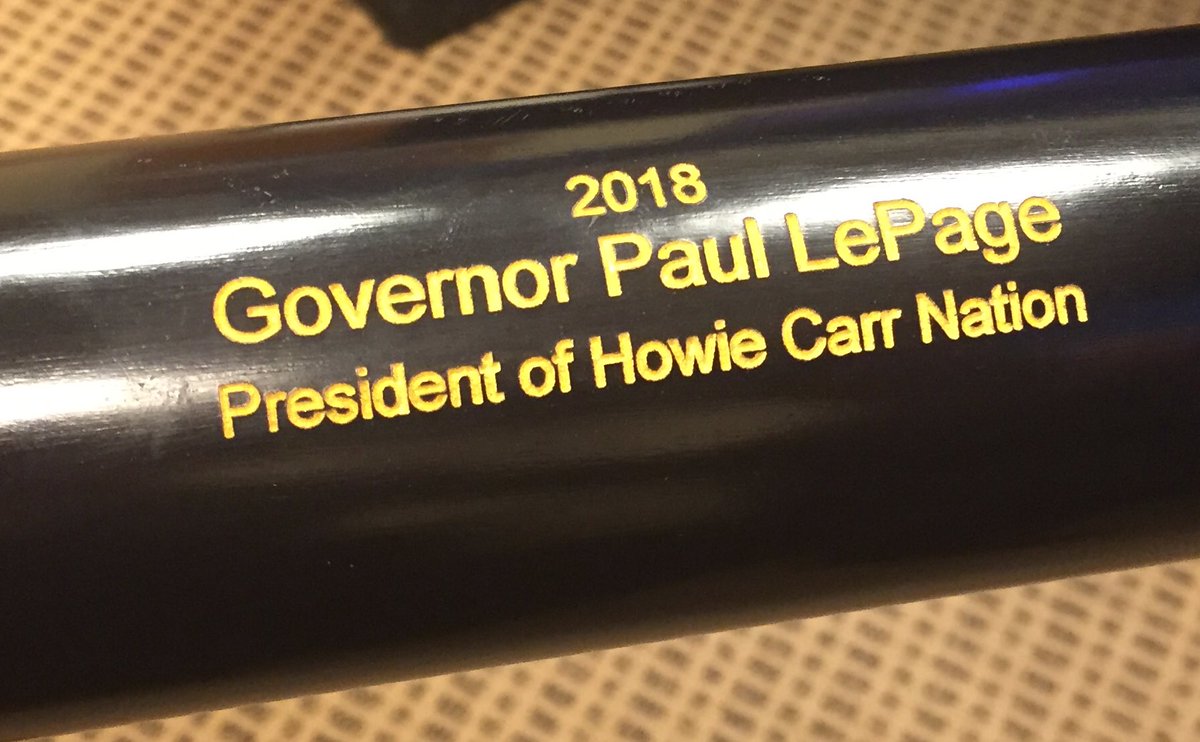 2018
Governor Paul LePage
President of Howie Carr Nation